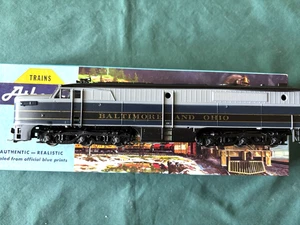 TRAINS
BALTIMORE AND OHIO
AUTHENTIC REALISTIC
from official blue prints